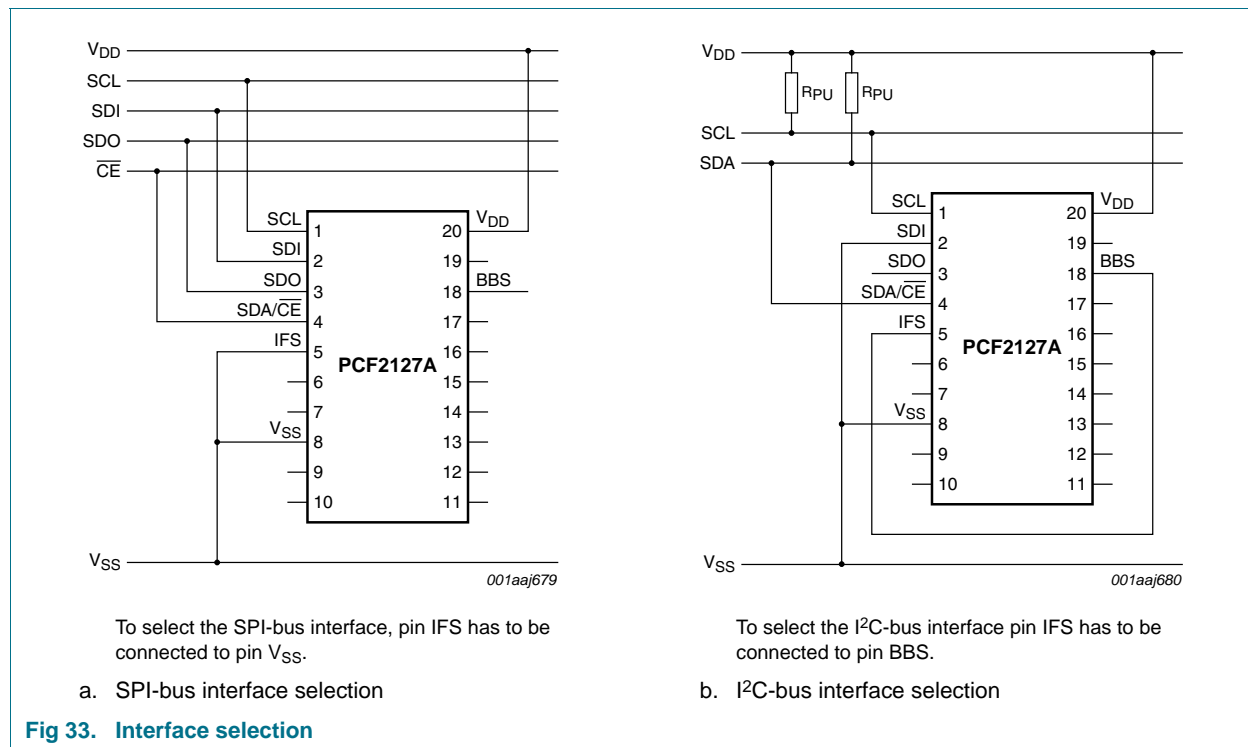 VDD
SCL
SDI
SDO
CE
SCL
SDI
SDO
SDA/CE
IFS
VSS
1
2
3
4
5
6
7
8
9
10
PCF2127A
20
19
18
17
16
15
14
13
12
11
VDD
BBS
VSS
001aaj679
To select the SPI-bus interface, pin IFS has to be
connected to pin VSS.
a. SPI-bus interface selection
VDD
RPU
RPU
SCL
SDA
SCL
SDI
SDO
SDA/CE
IFS
VSS
1
2
3
4
5
6
7
8
9
10
PCF2127A
20
19
18
17
16
15
14
13
12
11
VDD
BBS
VSS
001aaj680
To select the I²C-bus interface pin IFS has to be
connected to pin BBS.
b. I²C-bus interface selection
Fig 33. Interface selection